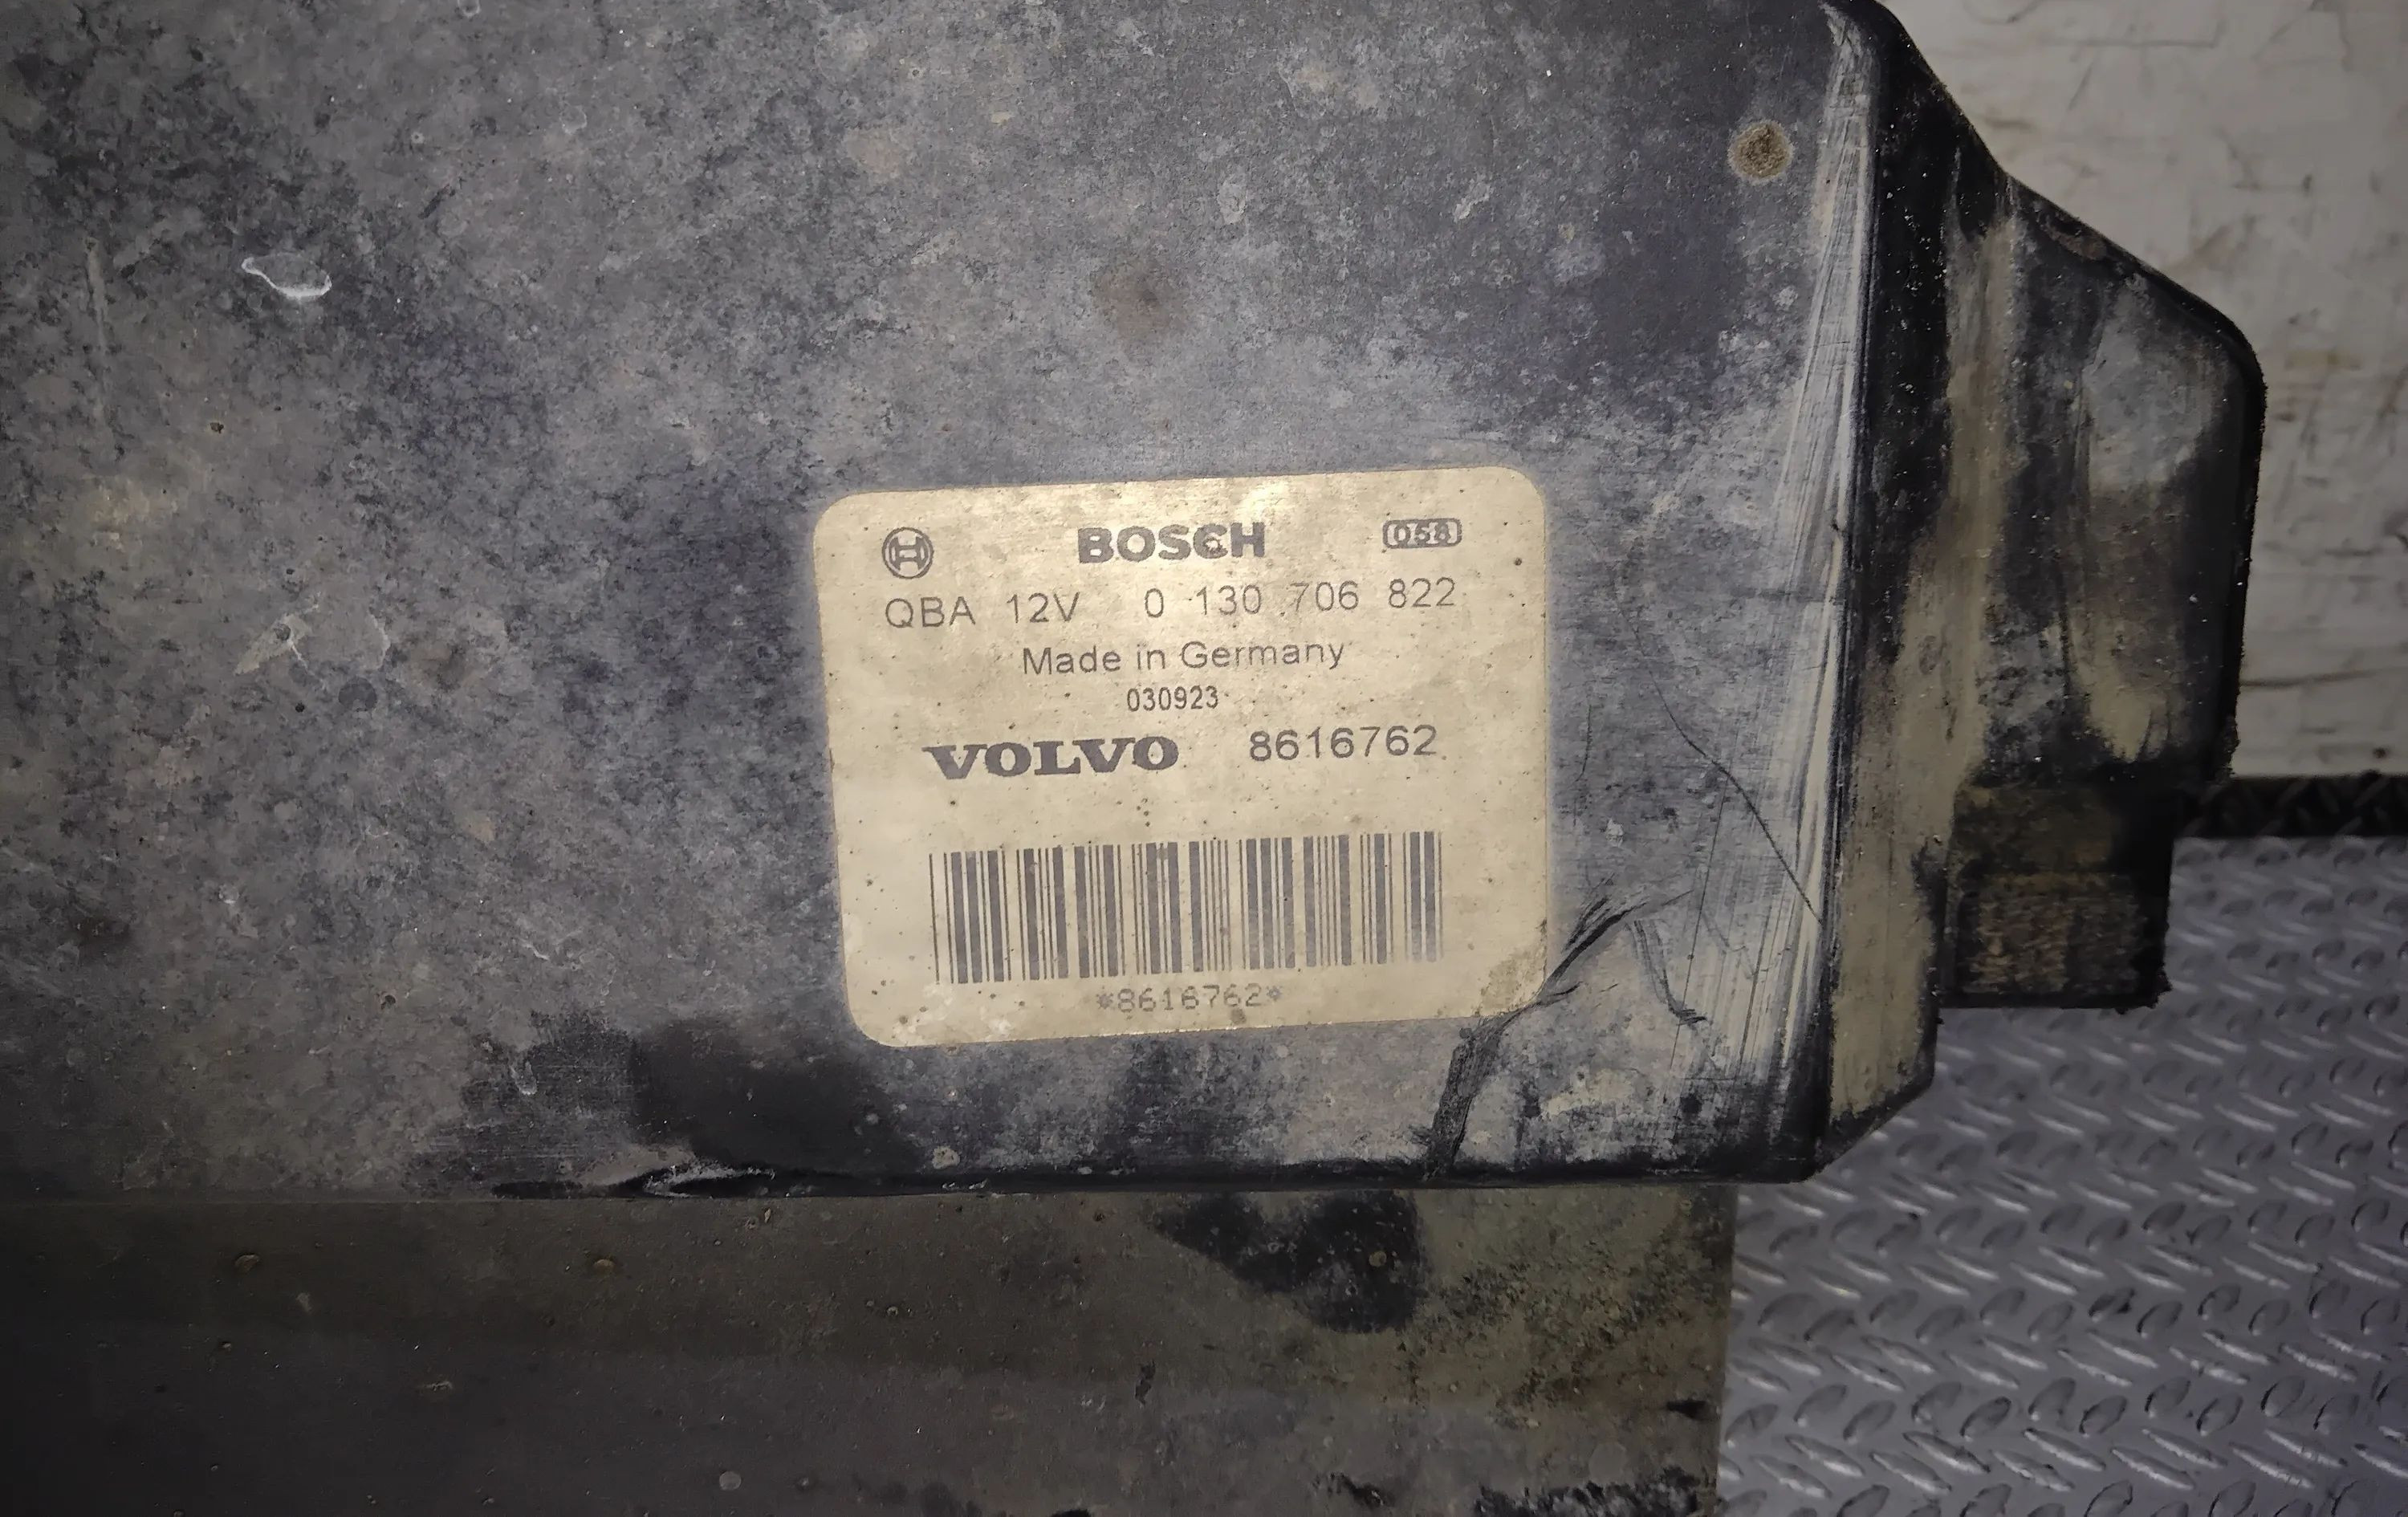 BOSCH 058
QBA 12V 0 130 706 822
Made in Germany
030923
VOLVO 8616762
*8616762*